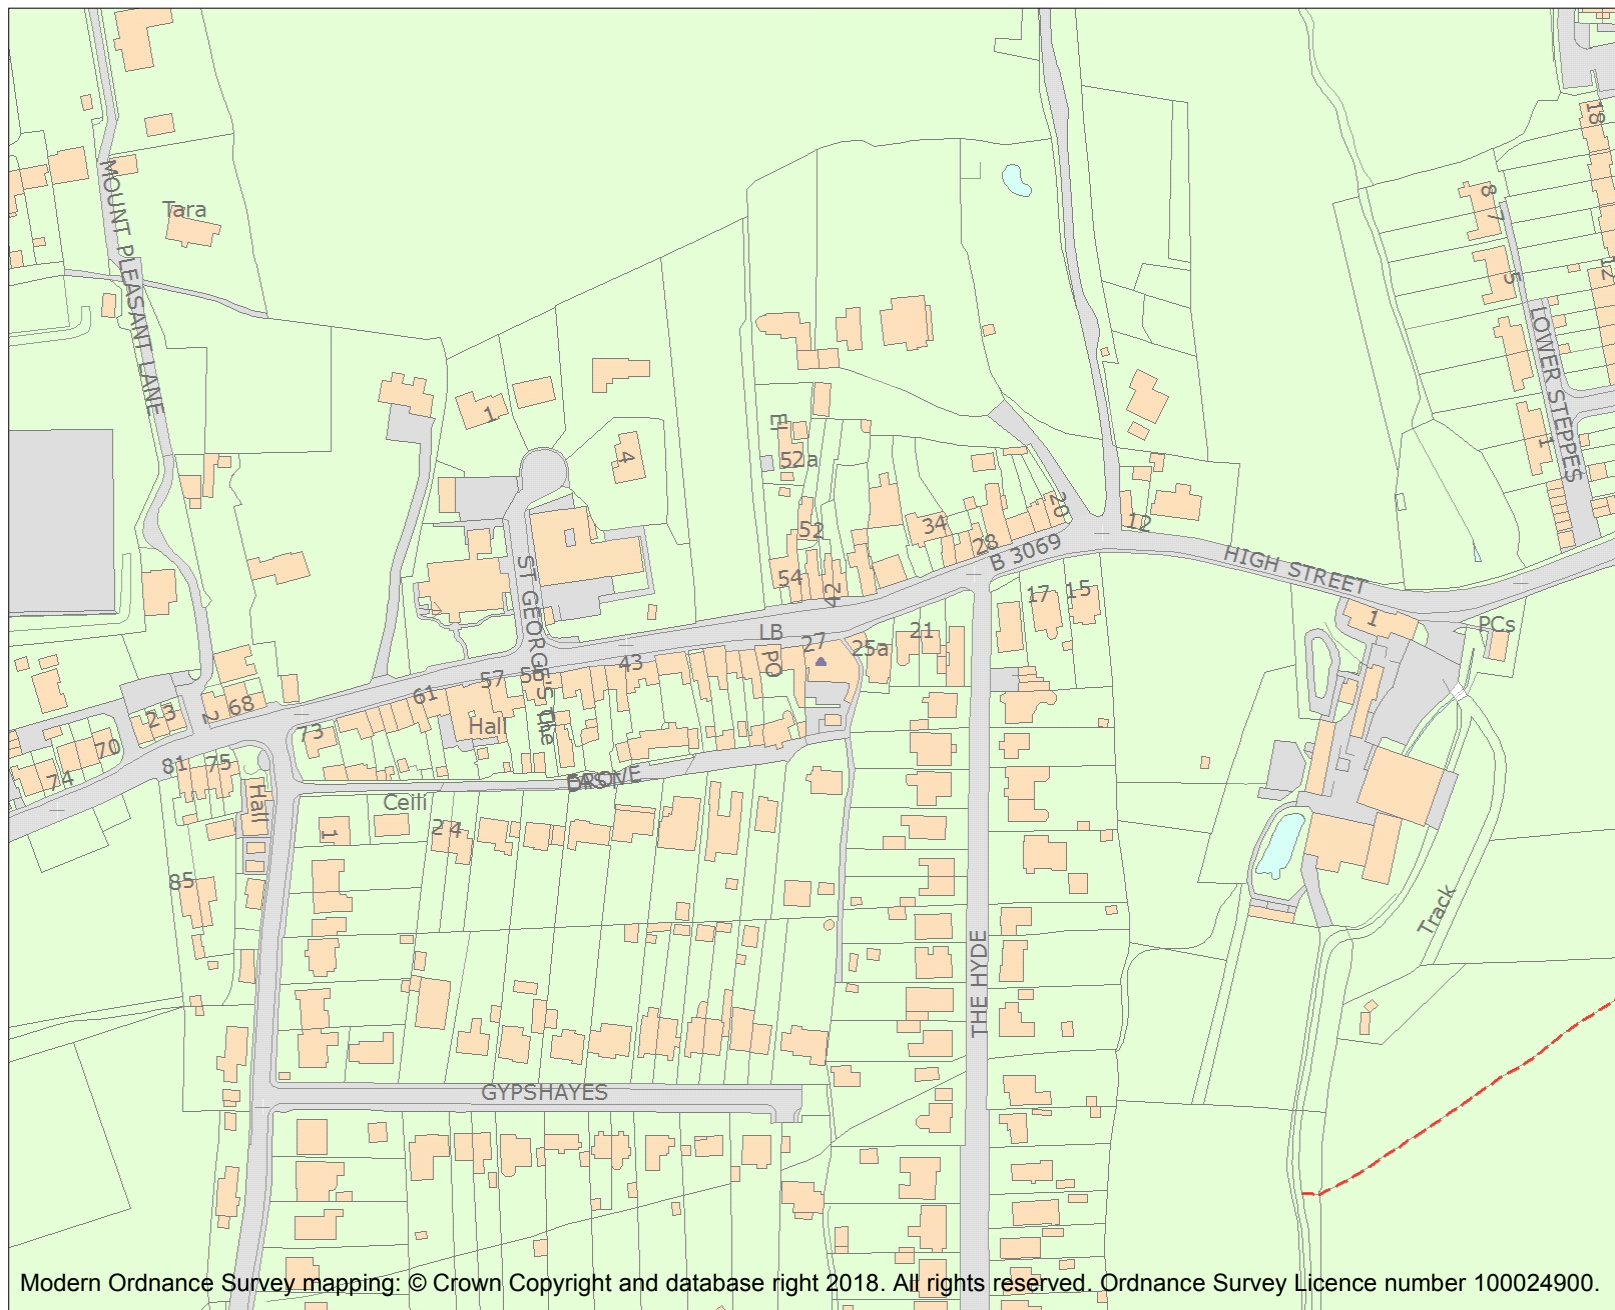 18
8
7
MOUNT PLEASANT LANE
Tara
12
5
LOWER STEPPES
1
1
4
El
52a
52
20
34
12
28
B 3069
HIGH STREET
54
42
17
15
1
PCs
ST GEORGE'S
LB
27
21
25a
PO
43
57
61
2
3
2
68
Hall
The
73
70
81
75
74
Hall
Ceili
DROVE
1
2
4
85
Track
THE HYDE
GYPSHAYES
Modern Ordnance Survey mapping: © Crown Copyright and database right 2018. All rights reserved. Ordnance Survey Licence number 100024900.